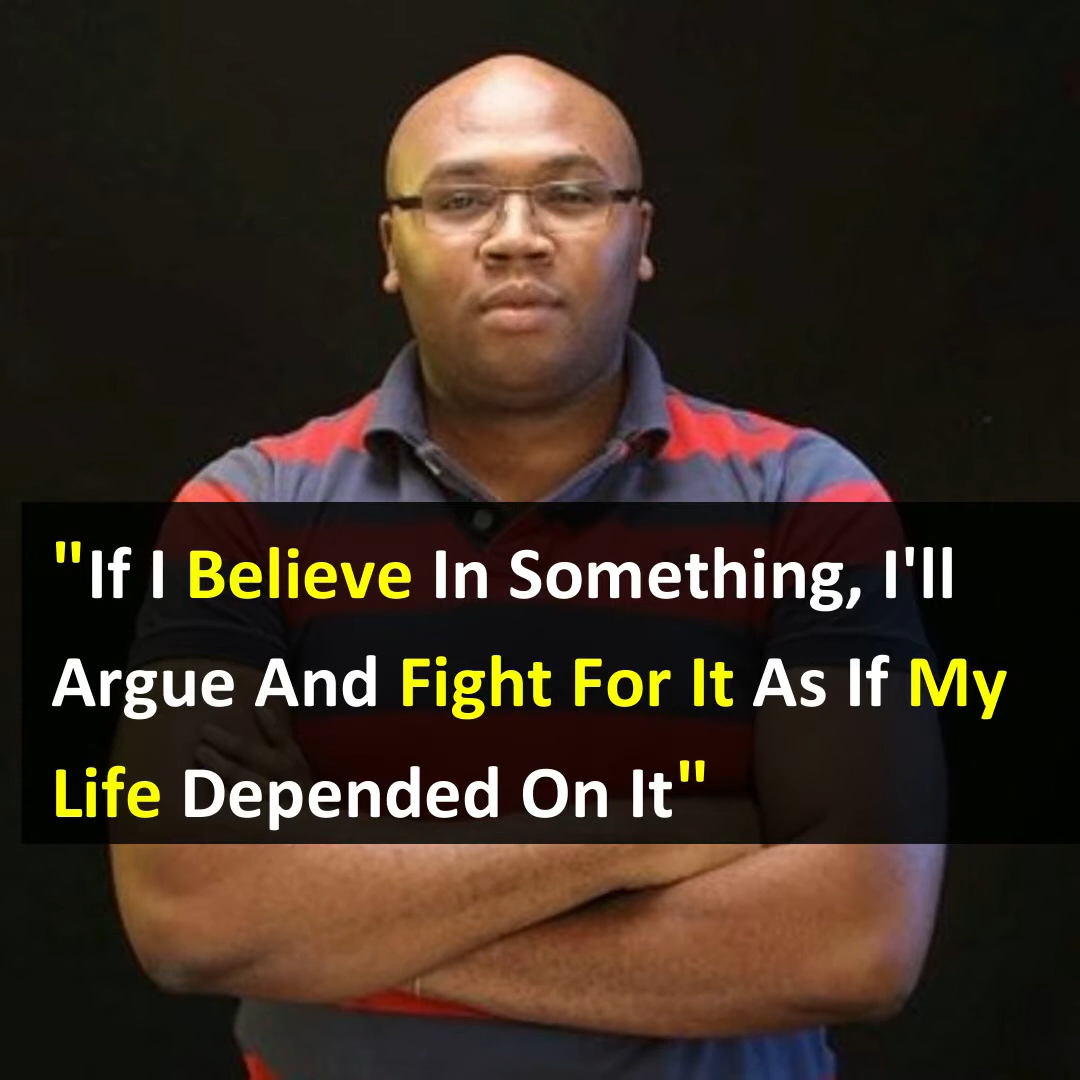 "If I Believe In Something, I'll
Argue And Fight For It As If My
Life Depended On It"